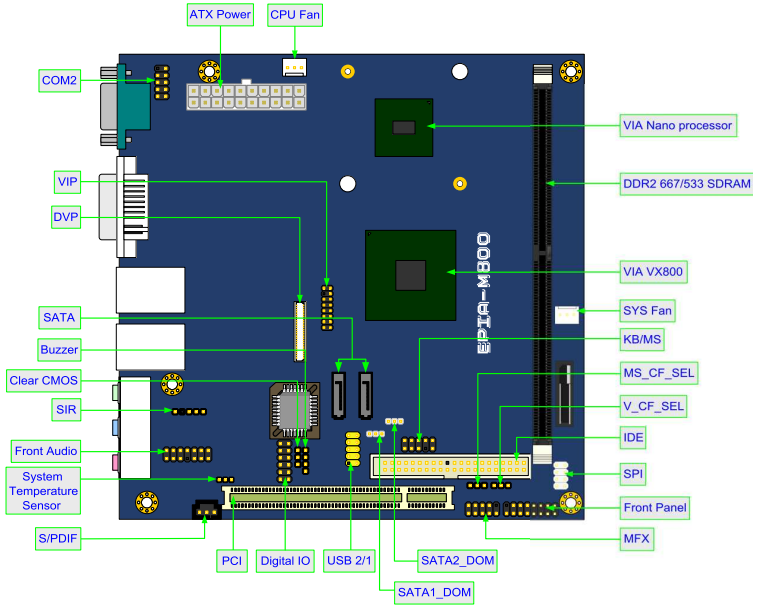 ATX Power
CPU Fan
COM2
VIA Nano processor
VIP
DDR2 667/533 SDRAM
DVP
EPIA-M800
VIA VX800
SATA
SYS Fan
Buzzer
KB/MS
Clear CMOS
MS_CF_SEL
SIR
V_CF_SEL
Front Audio
IDE
System
Temperature
Sensor
SPI
Front Panel
S/PDIF
MFX
PCI
Digital IO
USB 2/1
SATA2_DOM
SATA1_DOM